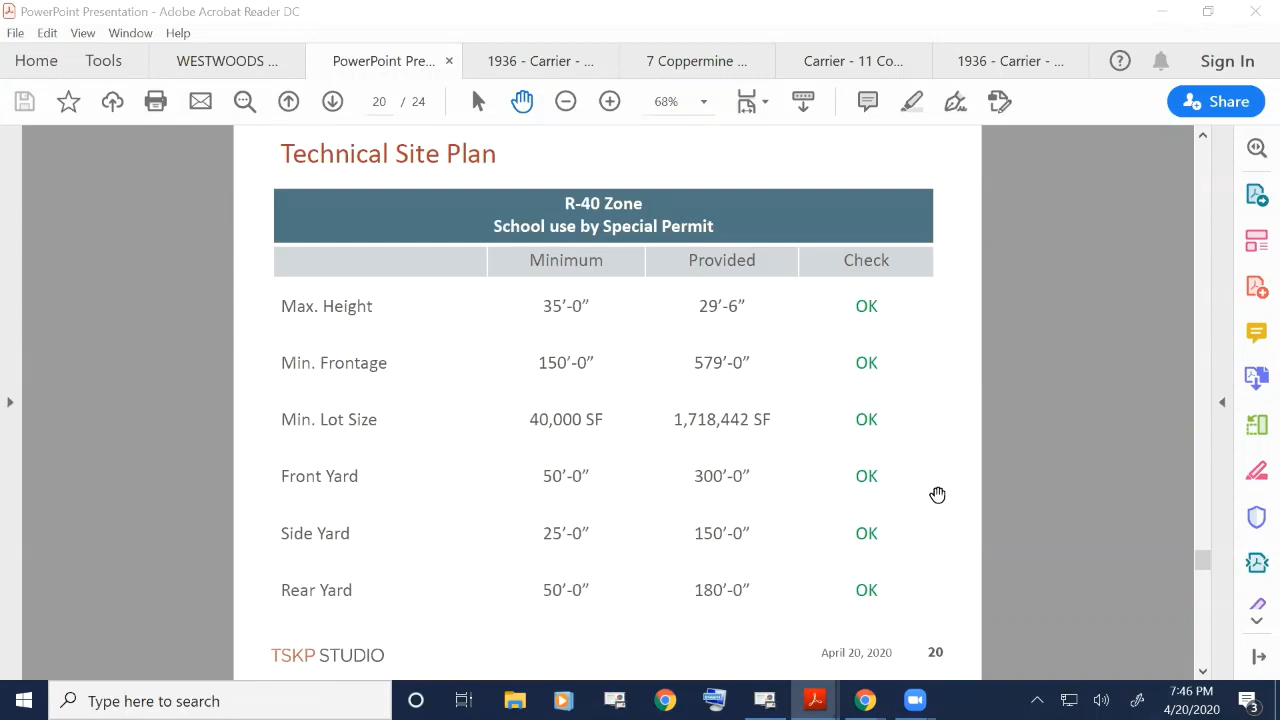 PowerPoint Presentation - Adobe Acrobat Reader DC
File Edit View Window Help
Home Tools WESTWOODS ... PowerPoint Pre... × 1936 - Carrier - ... 7 Coppermine ... Carrier - 11 Co... 1936 - Carrier - ... Sign In
20 / 24 68% Share
Technical Site Plan
R-40 Zone
School use by Special Permit
Minimum Provided Check
Max. Height 35’-0” 29’-6” OK
Min. Frontage 150’-0” 579’-0” OK
Min. Lot Size 40,000 SF 1,718,442 SF OK
Front Yard 50’-0” 300’-0” OK
Side Yard 25’-0” 150’-0” OK
Rear Yard 50’-0” 180’-0” OK
TSKP STUDIO April 20, 2020 20
Type here to search
7:46 PM
4/20/2020
3